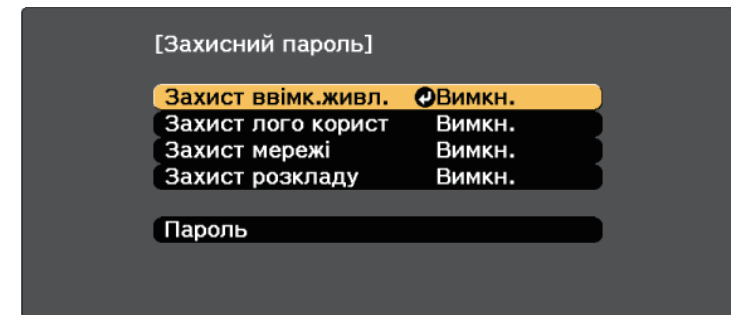 [Захисний пароль]
Захист ввімк.живл. Вимкн.
Захист лого корист Вимкн.
Захист мережі Вимкн.
Захист розкладу Вимкн.
Пароль